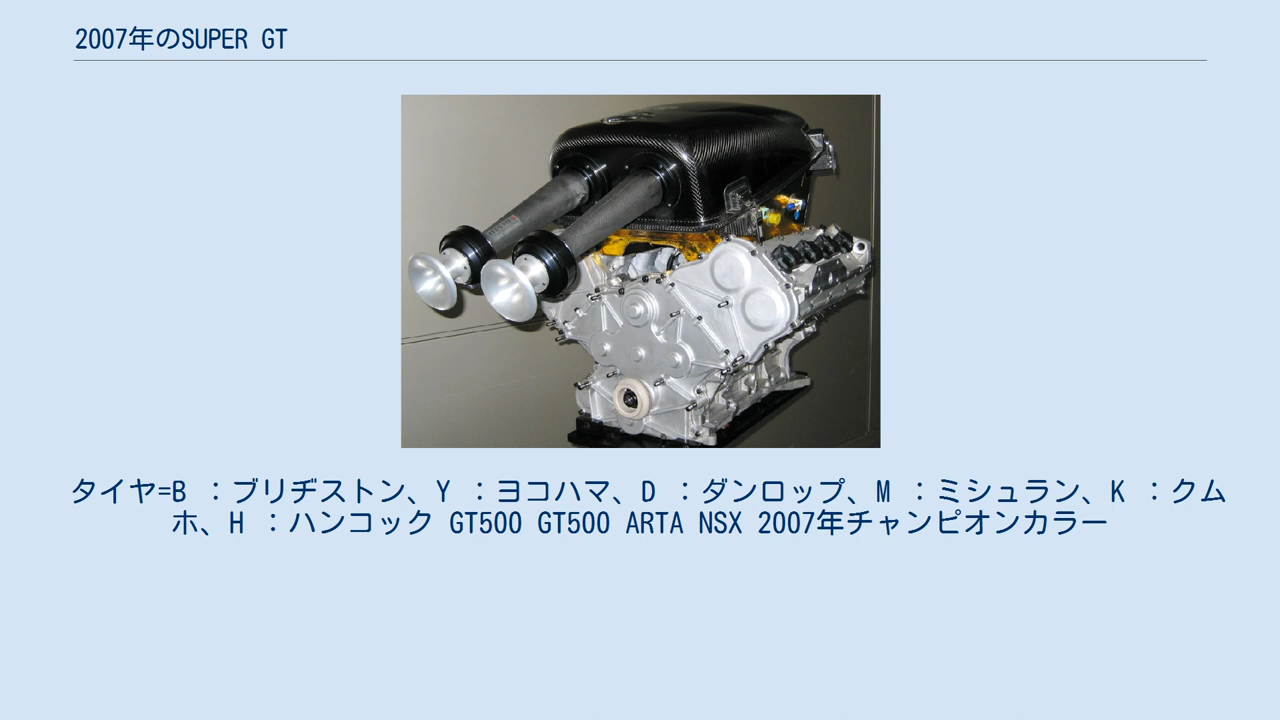 2007年のSUPER GT
タイヤ=B ：ブリヂストン、Y ：ヨコハマ、D ：ダンロップ、M ：ミシュラン、K ：クム
ホ、H ：ハンコック GT500 GT500 ARTA NSX 2007年チャンピオンカラー